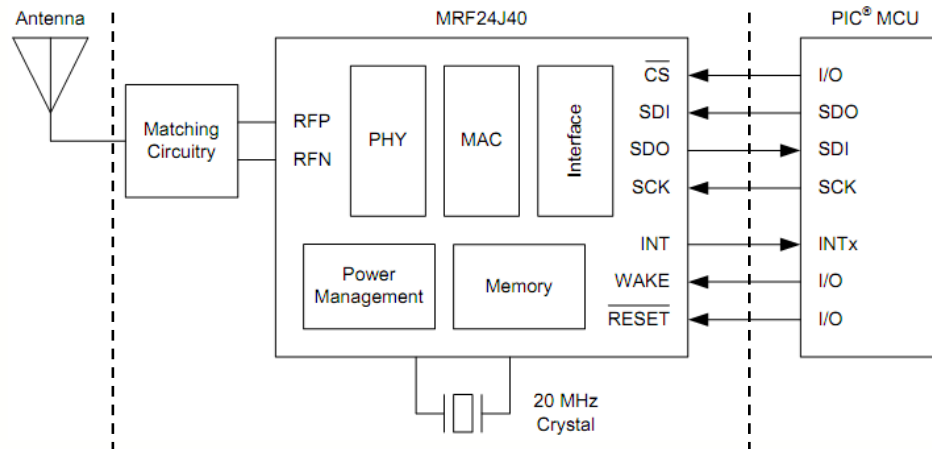 Antenna
MRF24J40
PIC® MCU
Matching
Circuitry
RFP
RFN
PHY
MAC
Interface
Power
Management
Memory
CS
SDI
SDO
SCK
INT
WAKE
RESET
I/O
SDO
SDI
SCK
INTx
I/O
I/O
20 MHz
Crystal